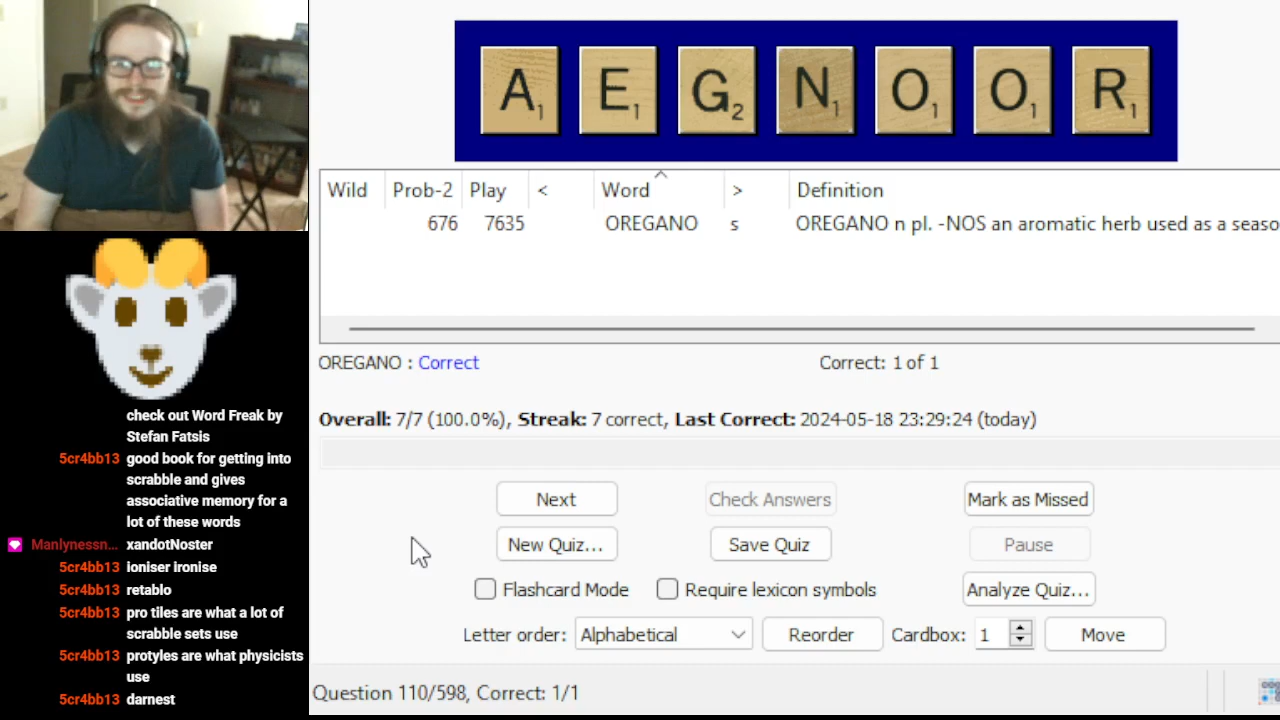 A1 E1 G2 N1 O1 O1 R1
Wild Prob-2 Play < Word > Definition
676 7635 OREGANO s OREGANO n pl. -NOS an aromatic herb used as a seaso
OREGANO : Correct Correct: 1 of 1
Overall: 7/7 (100.0%), Streak: 7 correct, Last Correct: 2024-05-18 23:29:24 (today)
Next Check Answers Mark as Missed
New Quiz... Save Quiz Pause
Flashcard Mode Require lexicon symbols Analyze Quiz...
Letter order: Alphabetical Reorder Cardbox: 1 Move
Question 110/598, Correct: 1/1
check out Word Freak by
Stefan Fatsis
5cr4bb13 good book for getting into
scrabble and gives
associative memory for a
lot of these words
Manlynessn... xandotNoster
5cr4bb13 ioniser ironise
5cr4bb13 retablo
5cr4bb13 pro tiles are what a lot of
scrabble sets use
5cr4bb13 protyles are what physicists
use
5cr4bb13 darnest